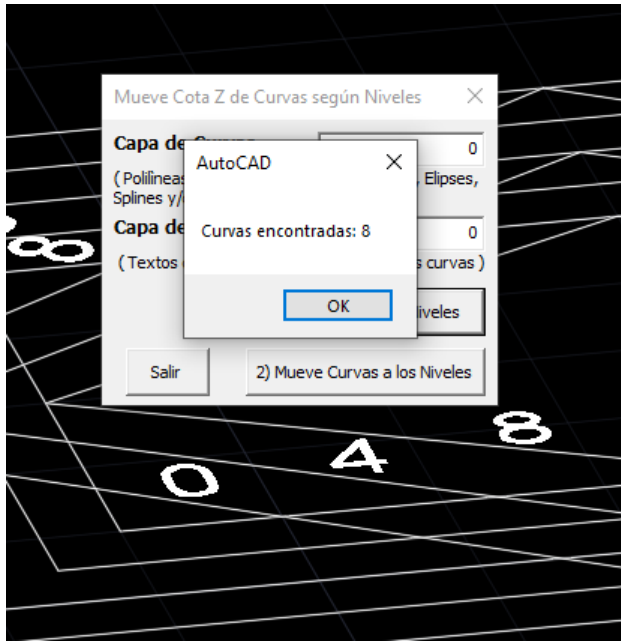 Mueve Cota Z de Curvas según Niveles
Capa de
0
AutoCAD
(Polilíneas
, Elipses,
Splines y/
Capa de
Curvas encontradas: 8
0
(Textos
s curvas)
OK
iveles
Salir
2) Mueve Curvas a los Niveles
8
8
4
0